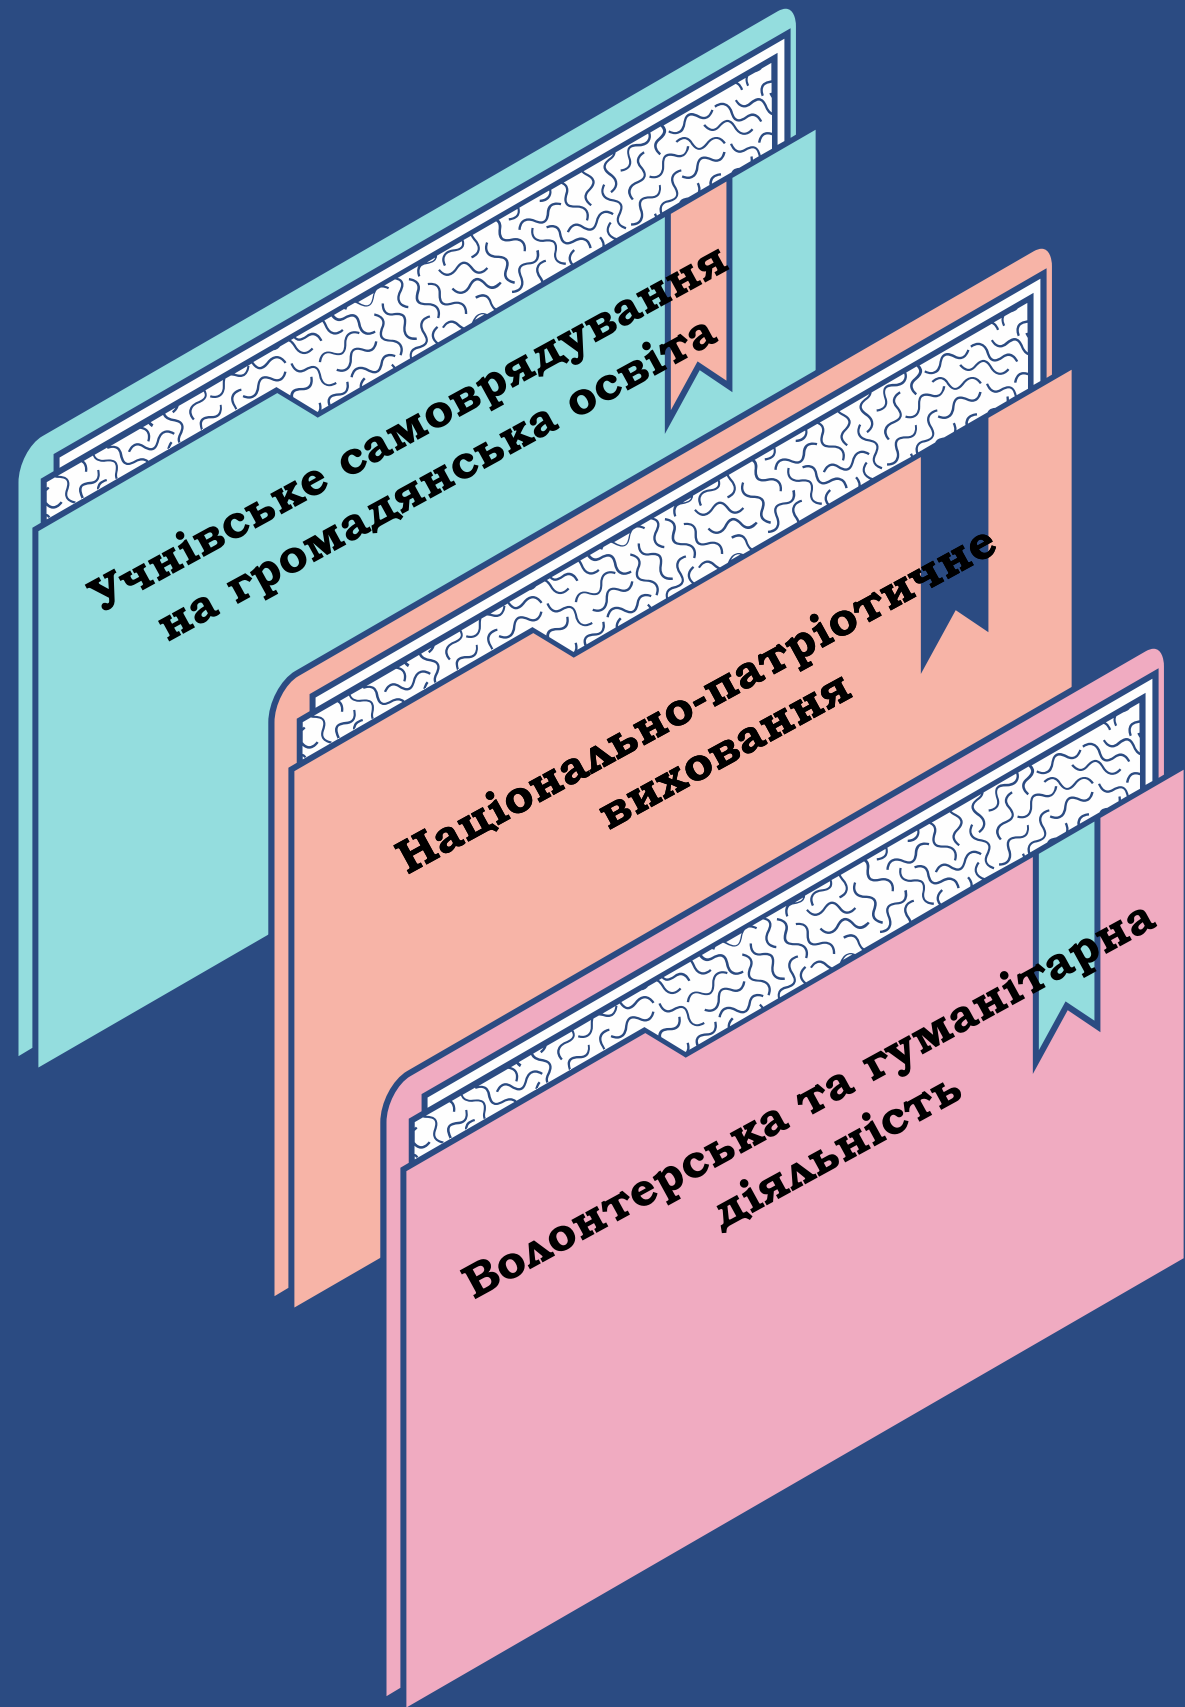 Учнівське самоврядування
на громадянська освіта
Національно-патріотичне
виховання
Волонтерська та гуманітарна
діяльність